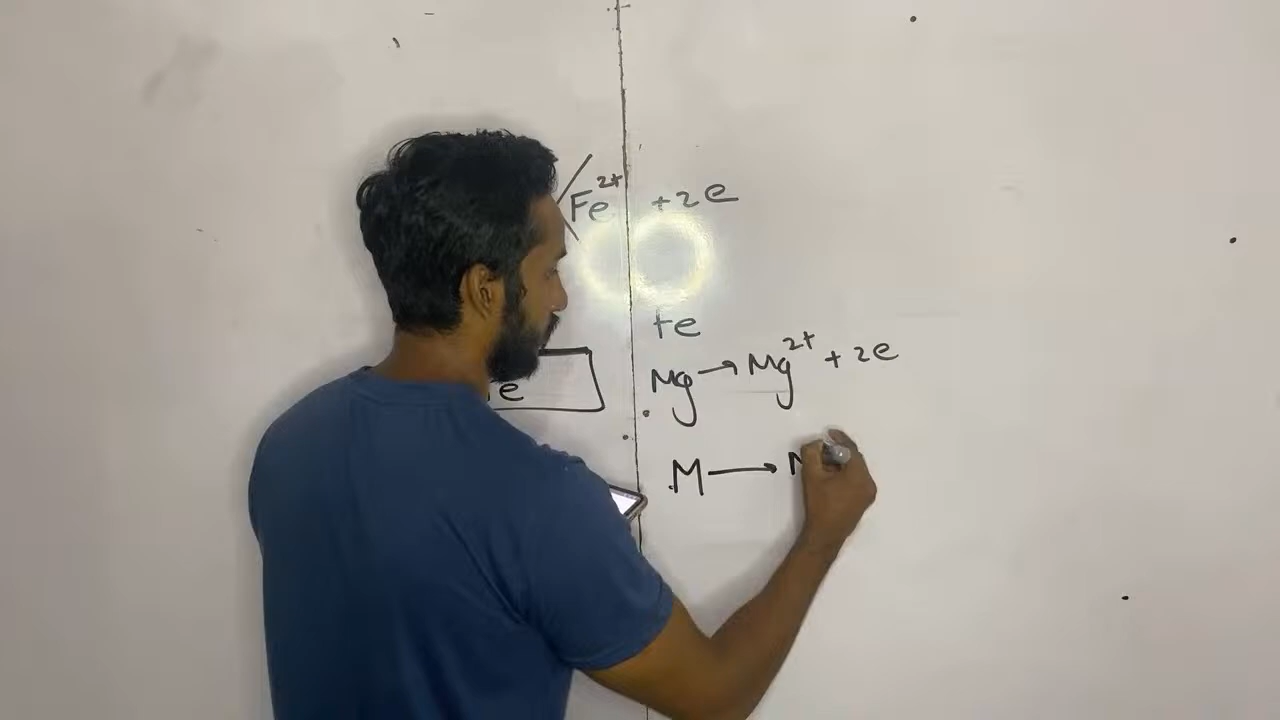 Fe²⁺ + 2e
+e
e
Mg → Mg²⁺ + 2e
M → M